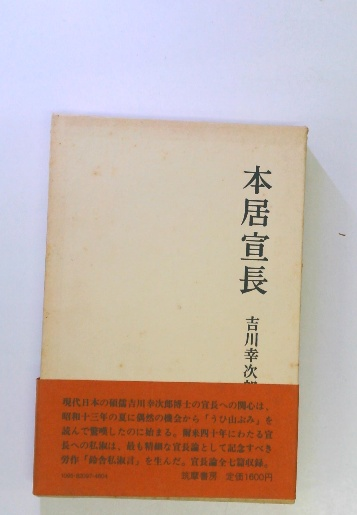 本居宣長
吉川幸次郎
現代日本の碩儒吉川幸次郎博士の宣長への関心は、
昭和十三年の夏に偶然の機会から「うひ山ぶみ」を
読んで驚嘆したのに始まる。爾来四十年にわたる宣
長への私淑は、最も精細な宣長論として記念すべき
労作「鈴舎私淑言」を生んだ。宣長論全七篇収録。
筑摩書房 定価1600円